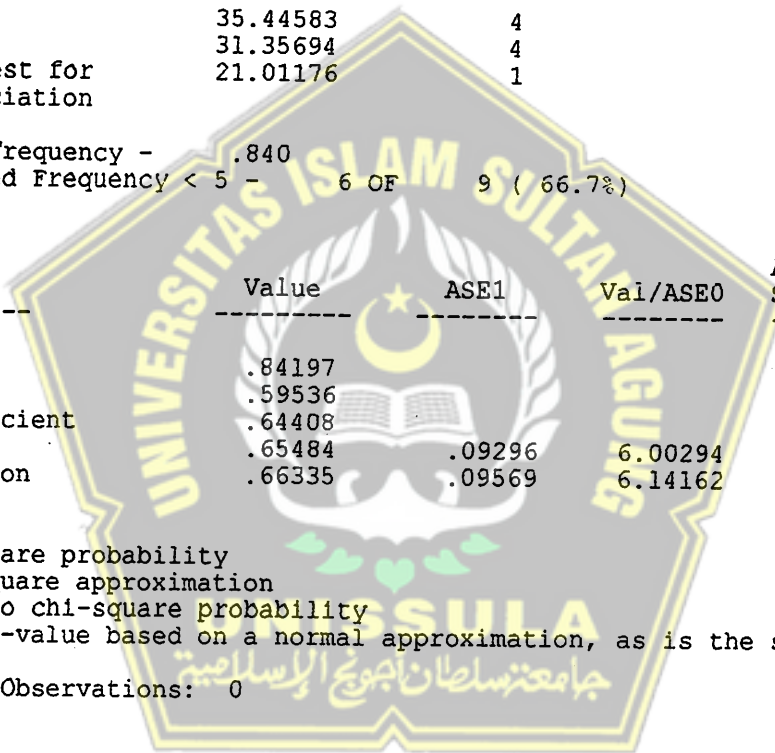 35.44583 4
31.35694 4
est for 21.01176 1
ciation
Frequency - .840
d Frequency < 5 - 6 OF 9 ( 66.7%)
UNIVERSITAS ISLAM SULTAN AGUNG
Value ASE1 Val/ASE0
-- --------- -------- --------
.84197
.59536
cient .64408
.65484 .09296 6.00294
on .66335 .09569 6.14162
are probability
uare approximation
o chi-square probability
-value based on a normal approximation, as is the s
UNISSULA
جامعة سلطان أجونج الإسلامية
Observations: 0